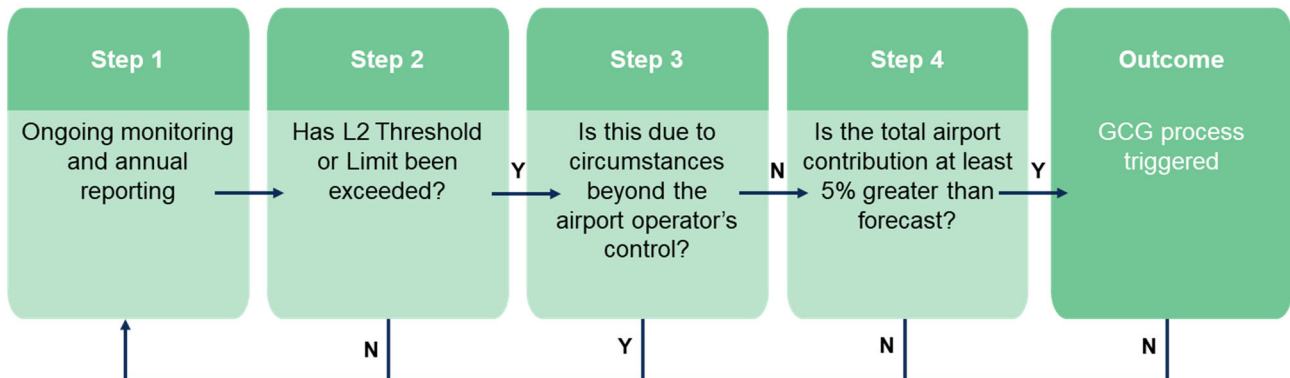 Step 1
Ongoing monitoring
and annual
reporting
Step 2
Has L2 Threshold
or Limit been
exceeded?
Y
Step 3
Is this due to
circumstances
beyond the
airport operator’s
control?
N
Step 4
Is the total airport
contribution at least
5% greater than
forecast?
Y
Outcome
GCG process
triggered
N
Y
N
N